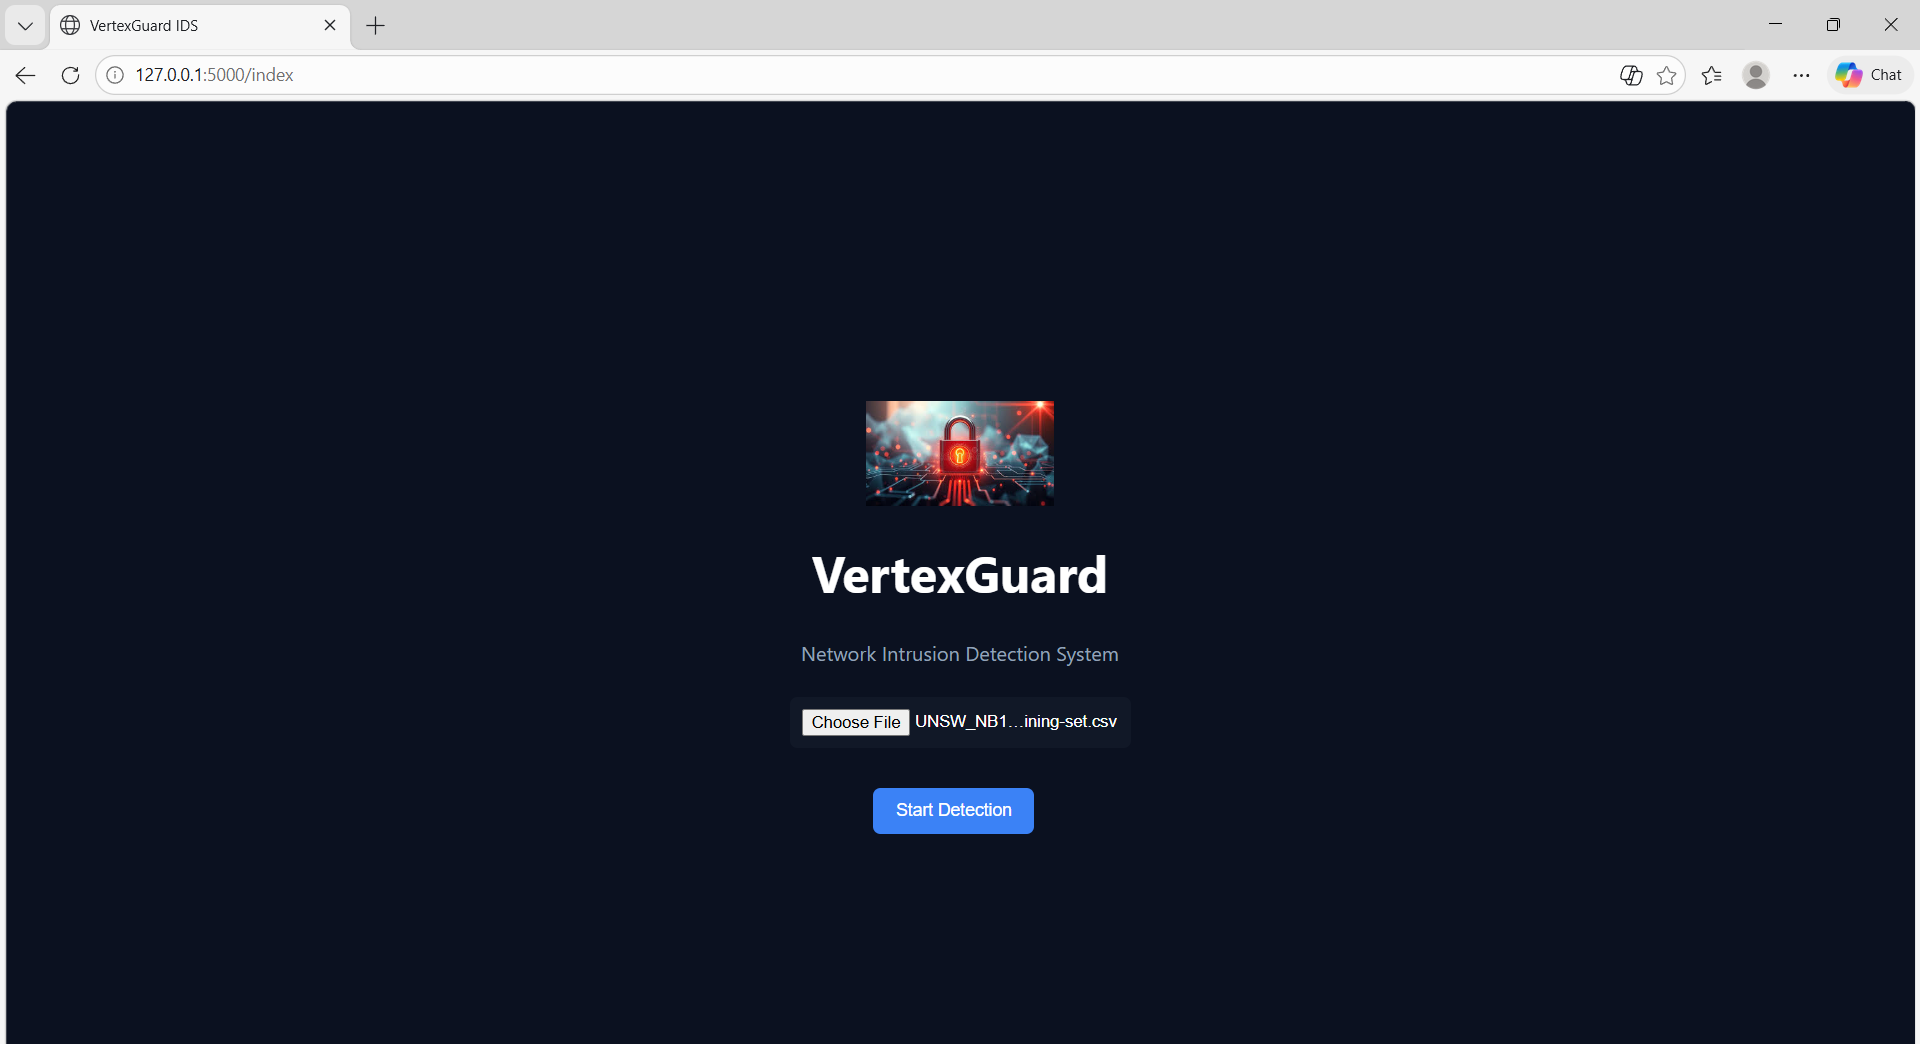 VertexGuard IDS
127.0.0.1:5000/index
Chat
VertexGuard
Network Intrusion Detection System
Choose File UNSW_NB1...ining-set.csv
Start Detection